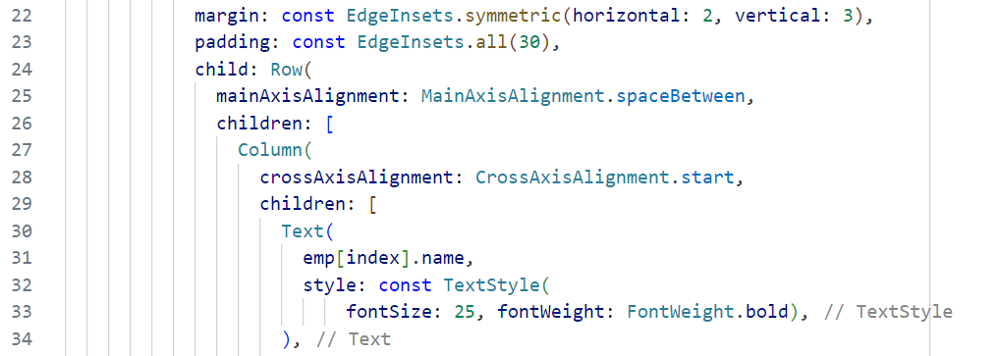 22 margin: const EdgeInsets.symmetric(horizontal: 2, vertical: 3),
23 padding: const EdgeInsets.all(30),
24 child: Row(
25 mainAxisAlignment: MainAxisAlignment.spaceBetween,
26 children: [
27 Column(
28 crossAxisAlignment: CrossAxisAlignment.start,
29 children: [
30 Text(
31 emp[index].name,
32 style: const TextStyle(
33 fontSize: 25, fontWeight: FontWeight.bold), // TextStyle
34 ), // Text